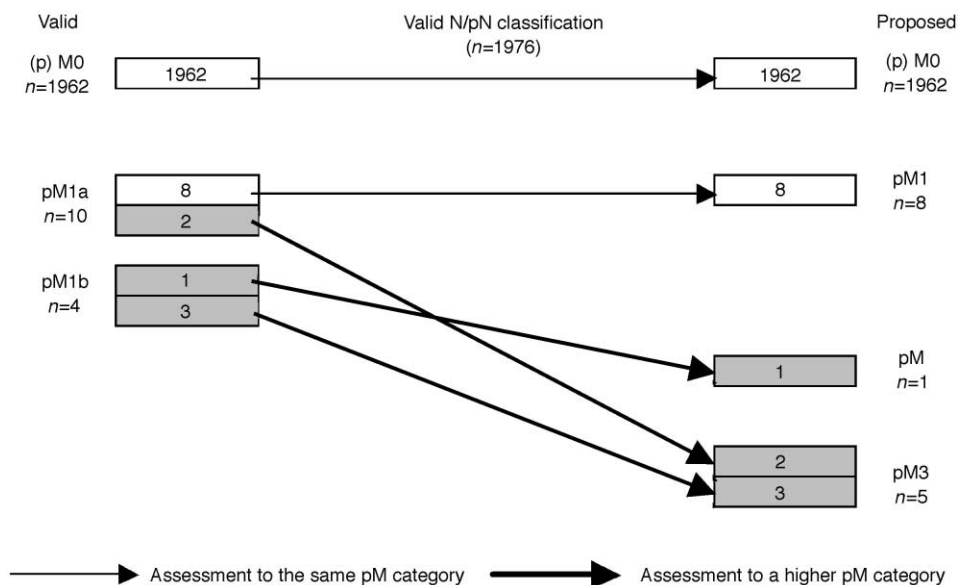 Valid
Valid N/pN classification
(n=1976)
Proposed
(p) M0
n=1962
1962
1962
(p) M0
n=1962
pM1a
n=10
8
2
8
pM1
n=8
pM1b
n=4
1
3
1
pM
n=1
2
3
pM3
n=5
Assessment to the same pM category
Assessment to a higher pM category